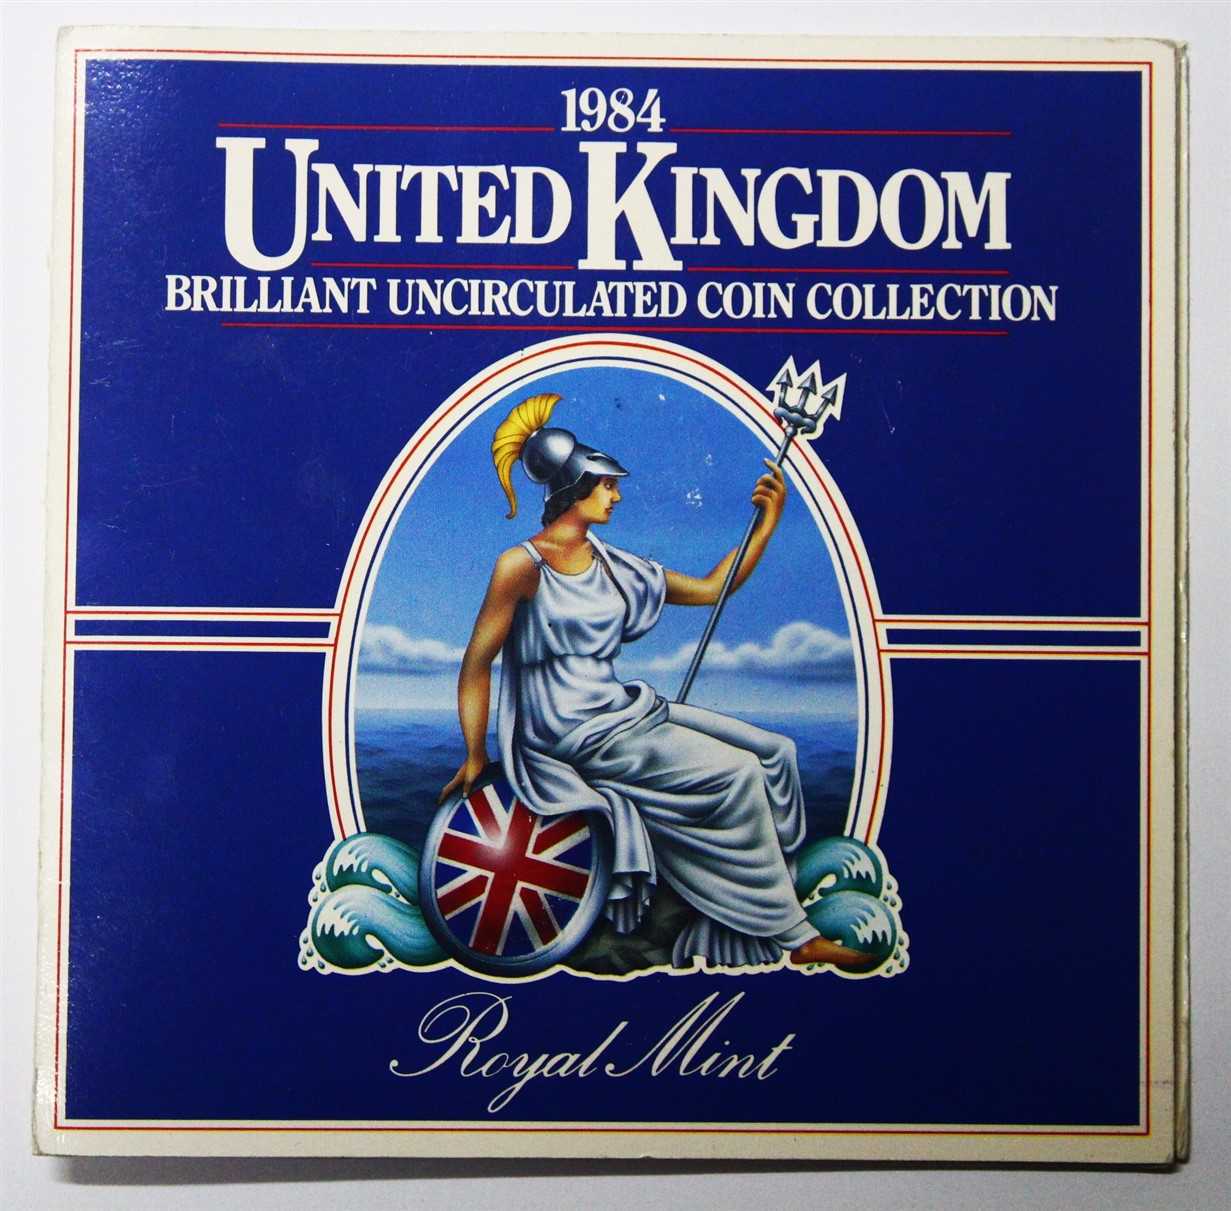 1984
UNITED KINGDOM
BRILLIANT UNCIRCULATED COIN COLLECTION
Royal Mint